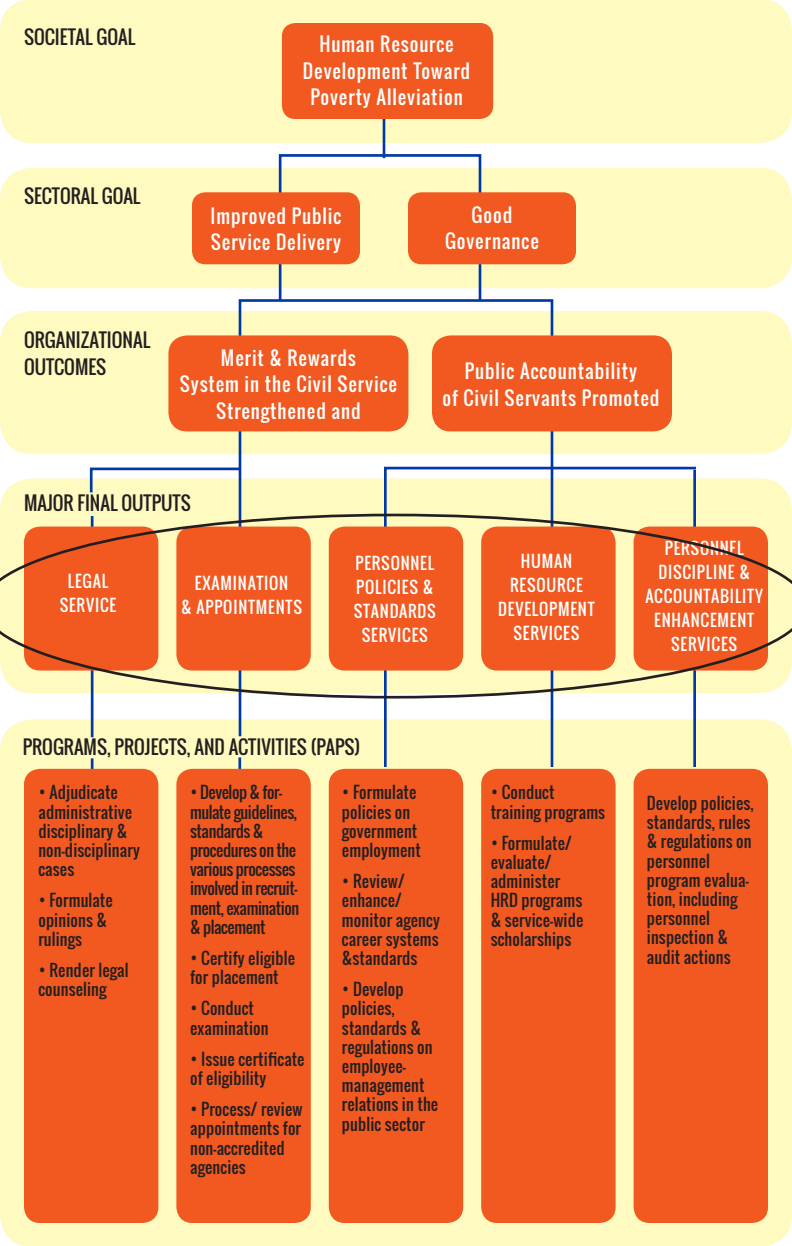 SOCIETAL GOAL
Human Resource
Development Toward
Poverty Alleviation
SECTORAL GOAL
Improved Public
Service Delivery
Good
Governance
ORGANIZATIONAL
OUTCOMES
Merit & Rewards
System in the Civil Service
Strengthened and
Public Accountability
of Civil Servants Promoted
MAJOR FINAL OUTPUTS
LEGAL
SERVICE
EXAMINATION
& APPOINTMENTS
PERSONNEL
POLICIES &
STANDARDS
SERVICES
HUMAN
RESOURCE
DEVELOPMENT
SERVICES
PERSONNEL
DISCIPLINE &
ACCOUNTABILITY
ENHANCEMENT
SERVICES
PROGRAMS, PROJECTS, AND ACTIVITIES (PAPS)
• Adjudicate
administrative
disciplinary &
non-disciplinary
cases
• Formulate
opinions &
rulings
• Render legal
counseling
• Develop & for-
mulate guidelines,
standards &
procedures on the
various processes
involved in recruit-
ment, examination
& placement
• Certify eligible
for placement
• Conduct
examination
• Issue certificate
of eligibility
• Process/ review
appointments for
non-accredited
agencies
• Formulate
policies on
government
employment
• Review/
enhance/
monitor agency
career systems
&standards
• Develop
policies,
standards &
regulations on
employee-
management
relations in the
public sector
• Conduct
training programs
• Formulate/
evaluate/
administer
HRD programs
& service-wide
scholarships
Develop policies,
standards, rules
& regulations on
personnel
program evalua-
tion, including
personnel
inspection &
audit actions